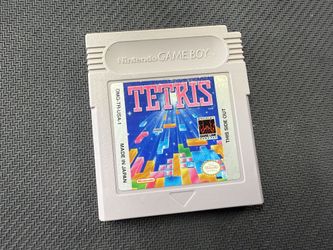 Nintendo GAME BOY
TETRIS
DMG-TR-USA-1
MADE IN JAPAN
THIS SIDE OUT